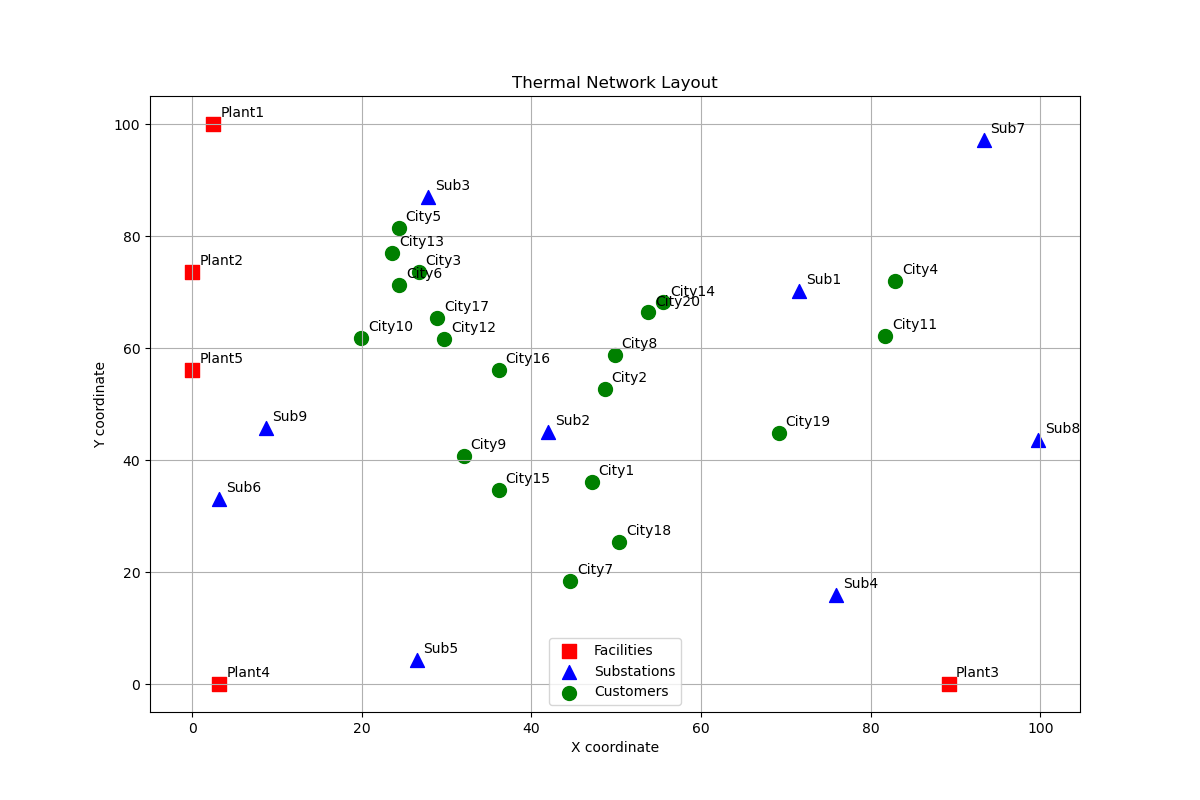 Thermal Network Layout
Plant1
Sub7
Sub3
City5
City13
City3
City6
Plant2
Sub1
City4
City14
City20
City17
City12
City10
City11
City8
City16
Plant5
City2
Sub9
Sub2
City19
Sub8
City9
City15
City1
Sub6
City18
City7
Sub4
Sub5
Plant4
Plant3
Facilities
Substations
Customers
100
80
60
40
20
0
Y coordinate
0
20
40
60
80
100
X coordinate